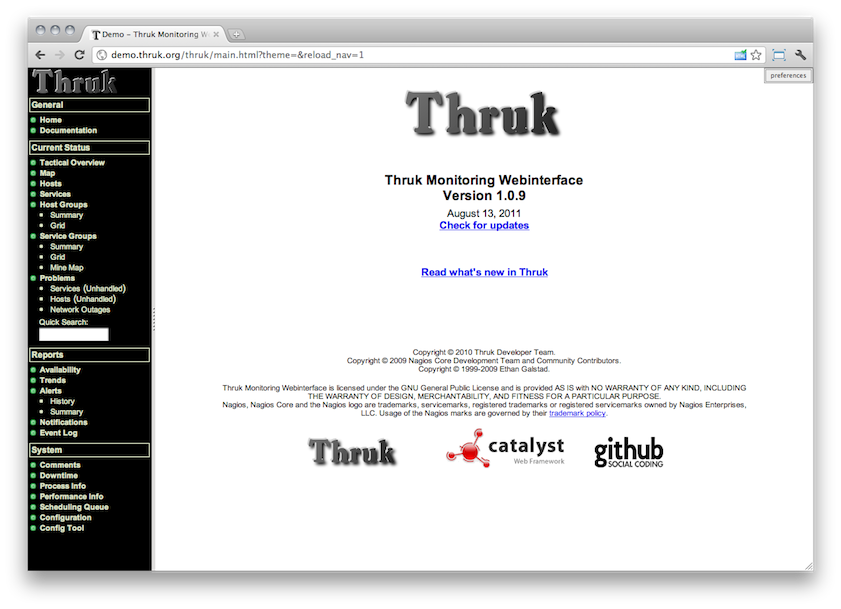 Demo - Thruk Monitoring W
demo.thruk.org/thruk/main.html?theme=&reload_nav=1
preferences
Thruk
General
Home
Documentation
Current Status
Tactical Overview
Map
Hosts
Services
Host Groups
Summary
Grid
Service Groups
Summary
Grid
Mine Map
Problems
Services (Unhandled)
Hosts (Unhandled)
Network Outages
Quick Search:
Reports
Availability
Trends
Alerts
History
Summary
Notifications
Event Log
System
Comments
Downtime
Process Info
Performance Info
Scheduling Queue
Configuration
Config Tool
Thruk
Thruk Monitoring Webinterface
Version 1.0.9
August 13, 2011
Check for updates
Read what's new in Thruk
Copyright © 2010 Thruk Developer Team.
Copyright © 2009 Nagios Core Development Team and Community Contributors.
Copyright © 1999-2009 Ethan Galstad.
Thruk Monitoring Webinterface is licensed under the GNU General Public License and is provided AS IS with NO WARRANTY OF ANY KIND, INCLUDING
THE WARRANTY OF DESIGN, MERCHANTABILITY, AND FITNESS FOR A PARTICULAR PURPOSE.
Nagios, Nagios Core and the Nagios logo are trademarks, servicemarks, registered trademarks or registered servicemarks owned by Nagios Enterprises,
LLC. Usage of the Nagios marks are governed by their trademark policy.
Thruk
catalyst
Web Framework
github
SOCIAL CODING